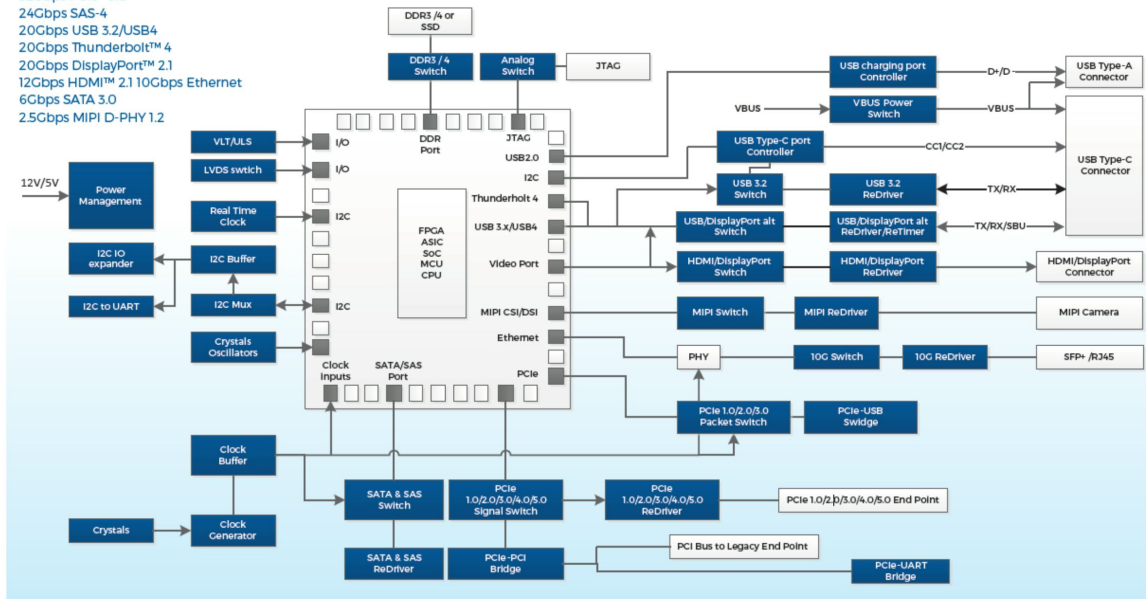 24Gbps SAS-4
20Gbps USB 3.2/USB4
20Gbps Thunderbolt™ 4
20Gbps DisplayPort™ 2.1
12Gbps HDMI™ 2.1 10Gbps Ethernet
6Gbps SATA 3.0
2.5Gbps MIPI D-PHY 1.2
DDR3 /4 or
SSD
DDR3 / 4
Switch
Analog
Switch
JTAG
USB charging port
Controller
D+/D -
USB Type-A
Connector
VBUS
VBUS Power
Switch
VBUS
VLT/ULS
I/O
DDR
Port
JTAG
USB2.0
USB Type-C port
Controller
CC1/CC2
USB Type-C
Connector
LVDS swtich
I/O
I2C
12V/5V
Power
Management
Thunderholt 4
USB 3.2
Switch
USB 3.2
ReDriver
TX/RX
Real Time
Clock
I2C
FPGA
ASIC
SoC
MCU
CPU
USB 3.x/USB4
USB/DisplayPort alt
Switch
USB/DisplayPort alt
ReDriver/ReTimer
TX/RX/SBU
I2C IO
expander
I2C Buffer
Video Port
HDMI/DisplayPort
Switch
HDMI/DisplayPort
ReDriver
HDMI/DisplayPort
Connector
I2C to UART
I2C Mux
I2C
MIPI CSI/DSI
MIPI Switch
MIPI ReDriver
MIPI Camera
Crystals
Oscillators
Ethernet
PHY
10G Switch
10G ReDriver
SFP+ /RJ45
Clock
Inputs
SATA/SAS
Port
PCIe
PCIe 1.0/2.0/3.0
Packet Switch
PCIe-USB
Swidge
Clock
Buffer
SATA & SAS
Switch
PCIe
1.0/2.0/3.0/4.0/5.0
Signal Switch
PCIe
1.0/2.0/3.0/4.0/5.0
ReDriver
PCIe 1.0/2.0/3.0/4.0/5.0 End Point
Crystals
Clock
Generator
SATA & SAS
ReDriver
PCIe-PCI
Bridge
PCI Bus to Legacy End Point
PCIe-UART
Bridge